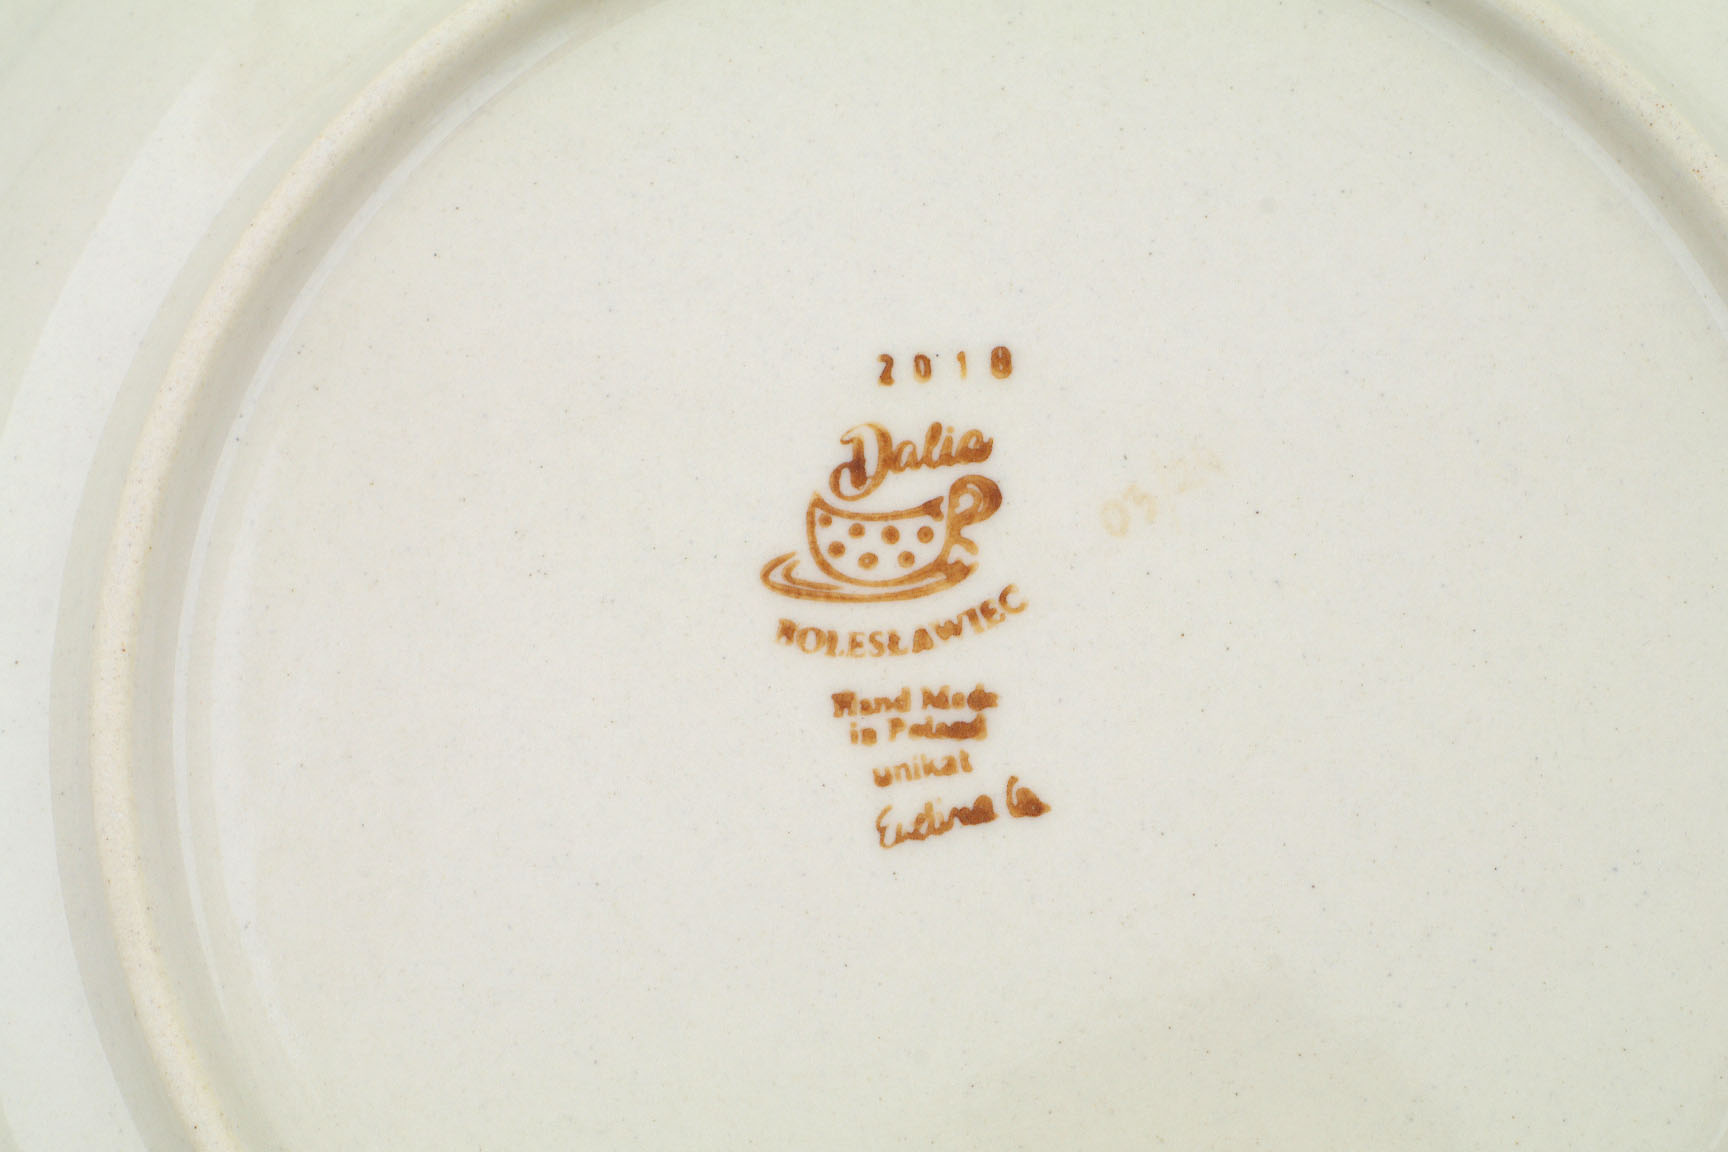 2018
Dalia
BOLESŁAWIEC
Hand Made
in Poland
unikat